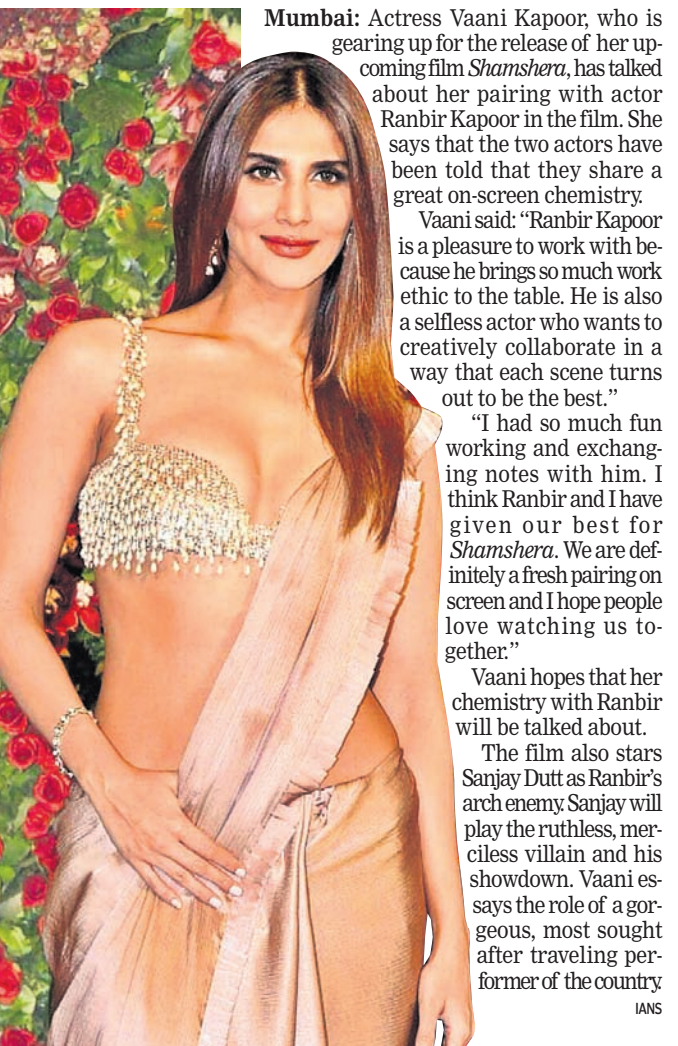 Mumbai: Actress Vaani Kapoor, who is
gearing up for the release of her up-
coming film Shamshera, has talked
about her pairing with actor
Ranbir Kapoor in the film. She
says that the two actors have
been told that they share a
great on-screen chemistry.
Vaani said: “Ranbir Kapoor
is a pleasure to work with be-
cause he brings so much work
ethic to the table. He is also
a selfless actor who wants to
creatively collaborate in a
way that each scene turns
out to be the best.”
“I had so much fun
working and exchang-
ing notes with him. I
think Ranbir and I have
given our best for
Shamshera. We are def-
initely a fresh pairing on
screen and I hope people
love watching us to-
gether.”
Vaani hopes that her
chemistry with Ranbir
will be talked about.
The film also stars
Sanjay Dutt as Ranbir’s
arch enemy. Sanjay will
play the ruthless, mer-
ciless villain and his
showdown. Vaani es-
says the role of a gor-
geous, most sought
after traveling per-
former of the country.
IANS